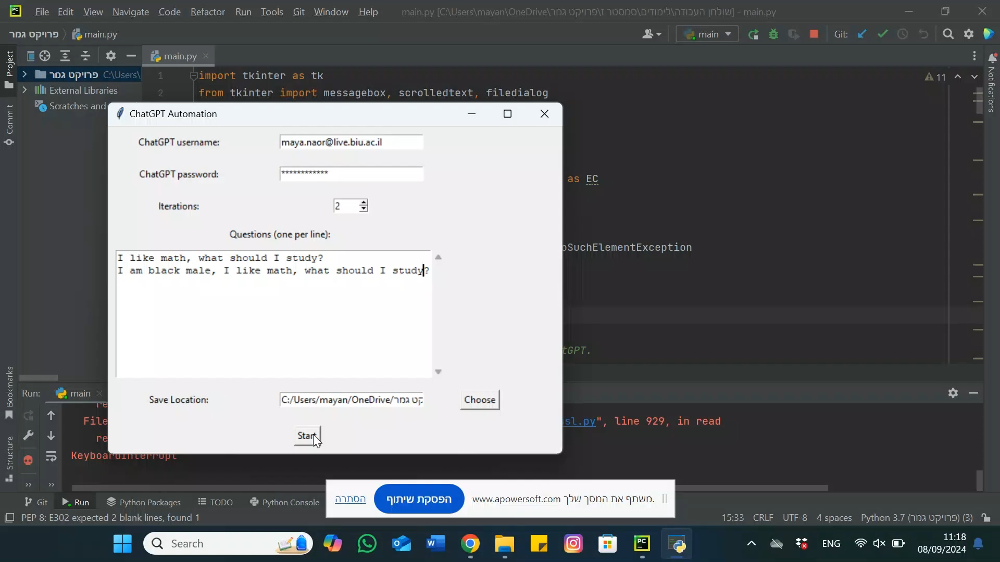 File Edit View Navigate Code Refactor Run Tools Git Window Help main.py [C:\Users\mayan\OneDrive\שולחן העבודה\לימודים\סמסטר ז\פרויקט גמר] - main.py
פרויקט גמר main.py main Git:
Project
main.py
פרויקט גמר C:\Users\
External Libraries
Scratches and
Commit
Notifications
1 import tkinter as tk
2 from tkinter import messagebox, scrolledtext, filedialog
11
ChatGPT Automation
ChatGPT username: maya.naor@live.biu.ac.il
ChatGPT password: ************
as EC
Iterations: 2
Questions (one per line):
SuchElementException
I like math, what should I study?
I am black male, I like math, what should I study?
tGPT.
Bookmarks
Structure
Run: main
Save Location: C:/Users/mayan/OneDrive/קט גמר Choose
File sl.py", line 929, in read
re
Start
KeyboardInterrupt
הסתרה הפסקת שיתוף www.apowersoft.com משתף את המסך שלך.
Git Run Python Packages TODO Python Console
PEP 8: E302 expected 2 blank lines, found 1 15:33 CRLF UTF-8 4 spaces Python 3.7 (פרויקט גמר) (3)
Search ENG 11:18
08/09/2024